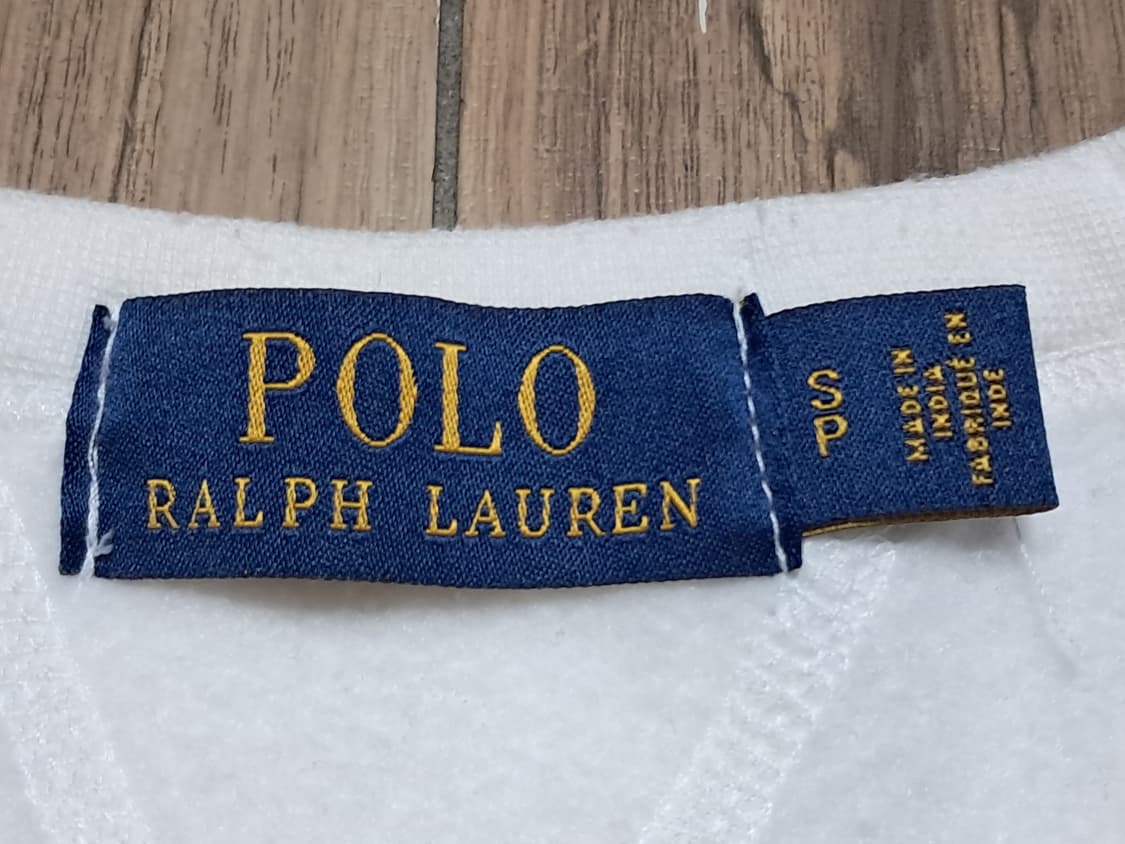 POLO
RALPH LAUREN
S
P
MADE IN
INDIA
FABRIQUÉ EN
INDE